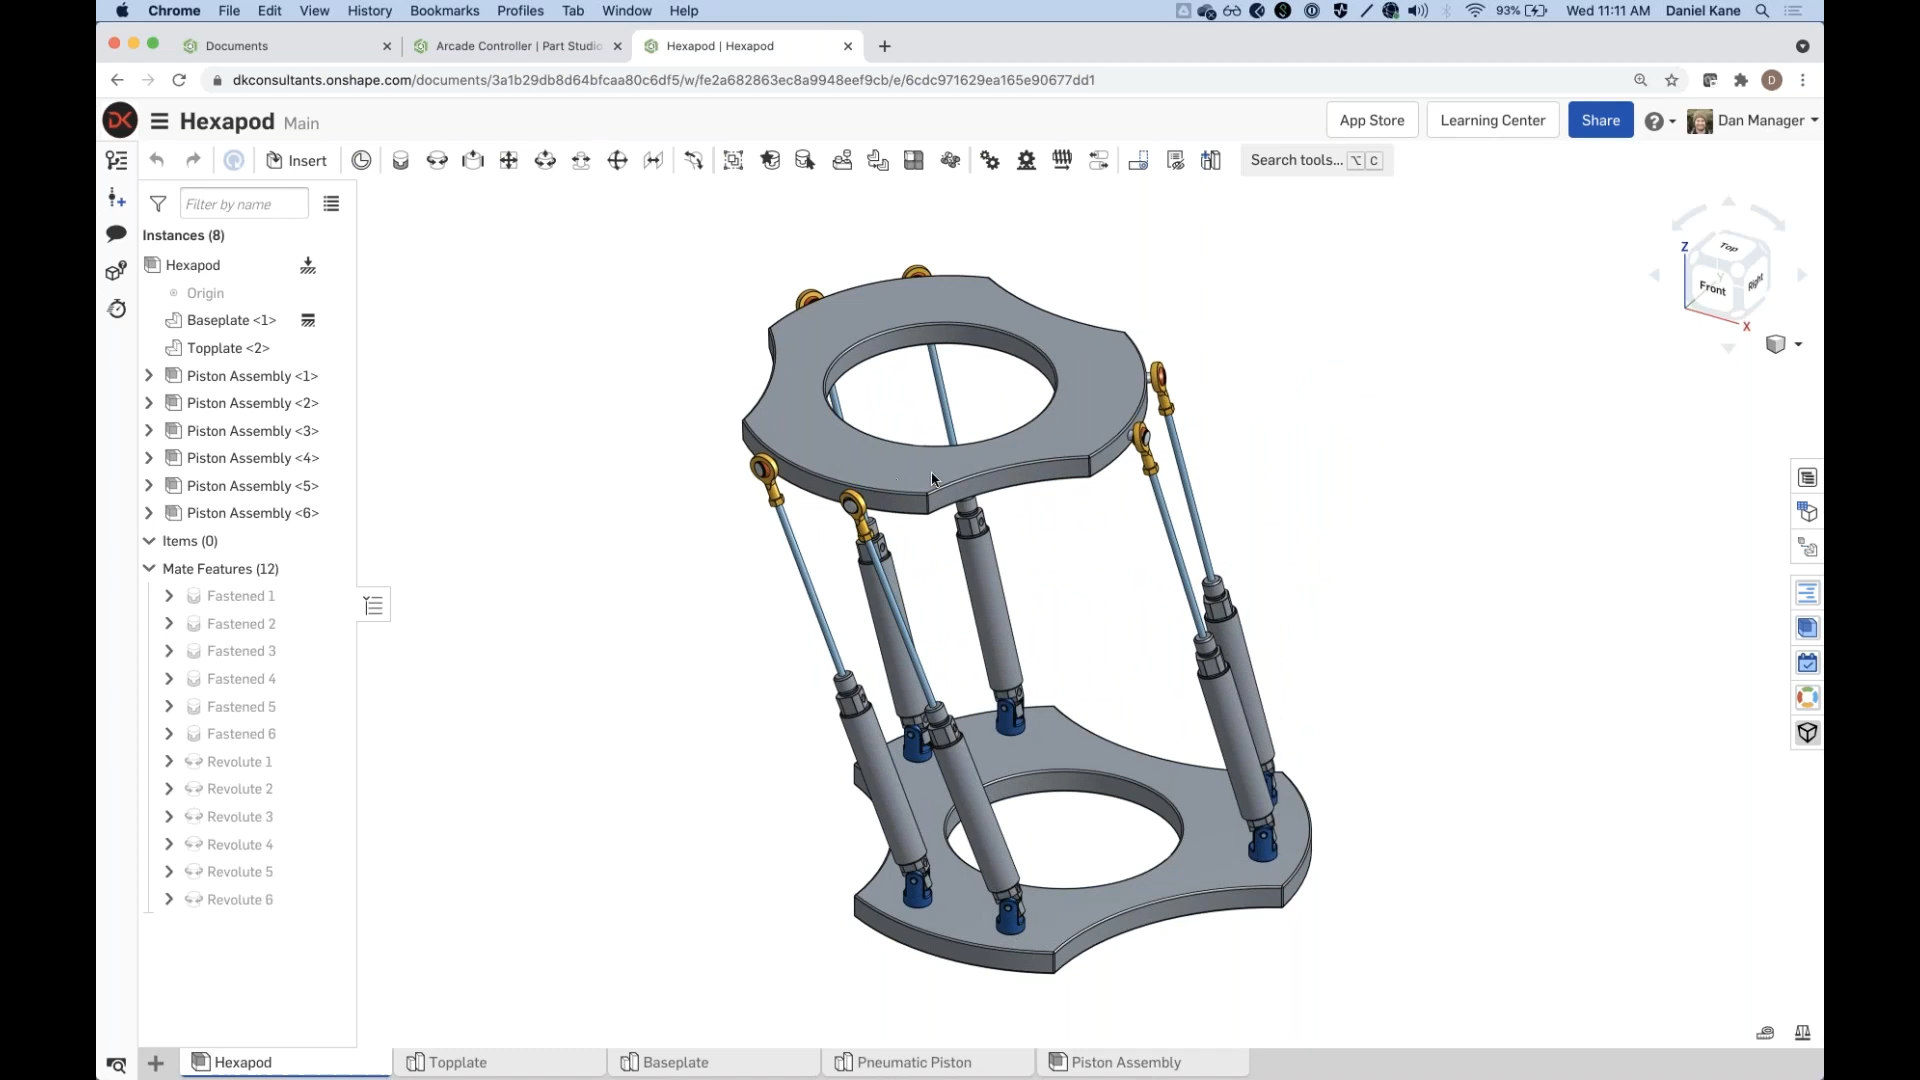 Chrome File Edit View History Bookmarks Profiles Tab Window Help 93% Wed 11:11 AM Daniel Kane
Documents Arcade Controller | Part Studio Hexapod | Hexapod
dkconsultants.onshape.com/documents/3a1b29db8d64bfcaa80c6df5/w/fe2a682863ec8a9948eef9cb/e/6cdc971629ea165e90677dd1 D
DK Hexapod Main App Store Learning Center Share Dan Manager
Insert Search tools... ⌥ C
Filter by name
Instances (8)
Hexapod
Origin
Baseplate <1>
Topplate <2>
Piston Assembly <1>
Piston Assembly <2>
Piston Assembly <3>
Piston Assembly <4>
Piston Assembly <5>
Piston Assembly <6>
Items (0)
Mate Features (12)
Fastened 1
Fastened 2
Fastened 3
Fastened 4
Fastened 5
Fastened 6
Revolute 1
Revolute 2
Revolute 3
Revolute 4
Revolute 5
Revolute 6
Z
Top
Y
Front
Right
X
Hexapod Topplate Baseplate Pneumatic Piston Piston Assembly